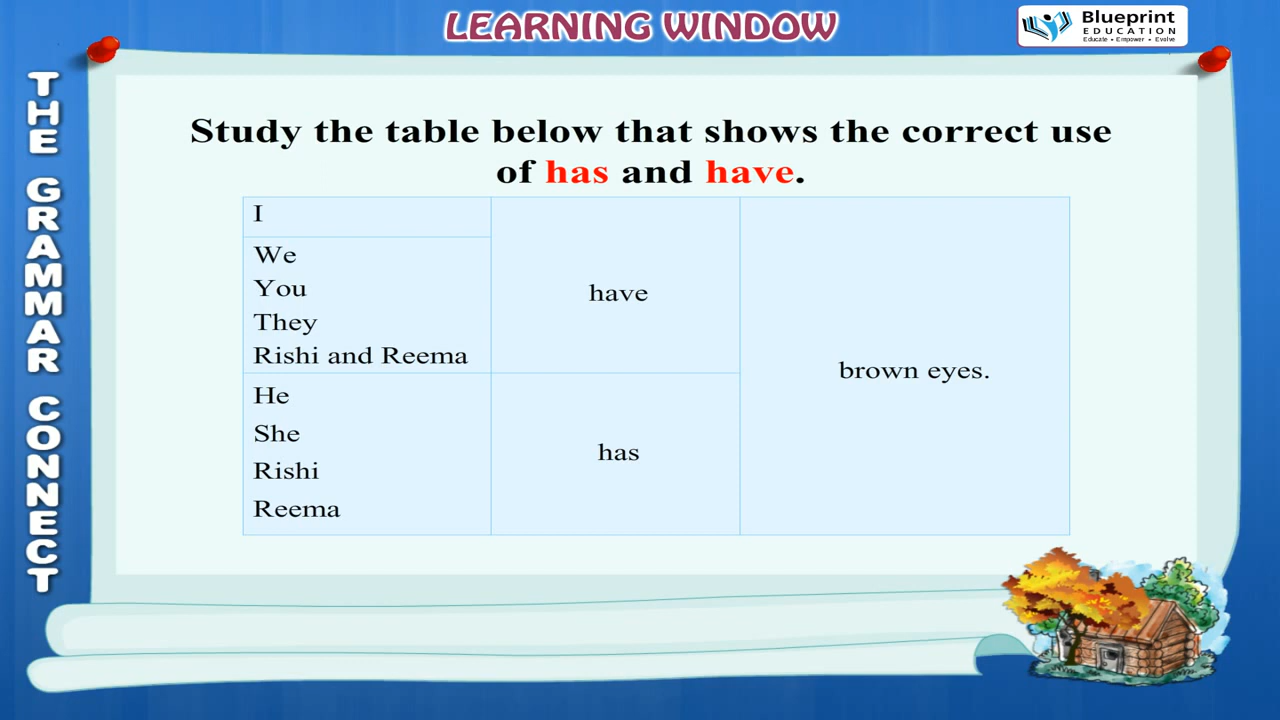 LEARNING WINDOW
Blueprint
EDUCATION
Educate • Empower • Evolve
THE GRAMMAR CONNECT
Study the table below that shows the correct use
of has and have.
I
We
You
They
Rishi and Reema
have
He
She
Rishi
Reema
has
brown eyes.